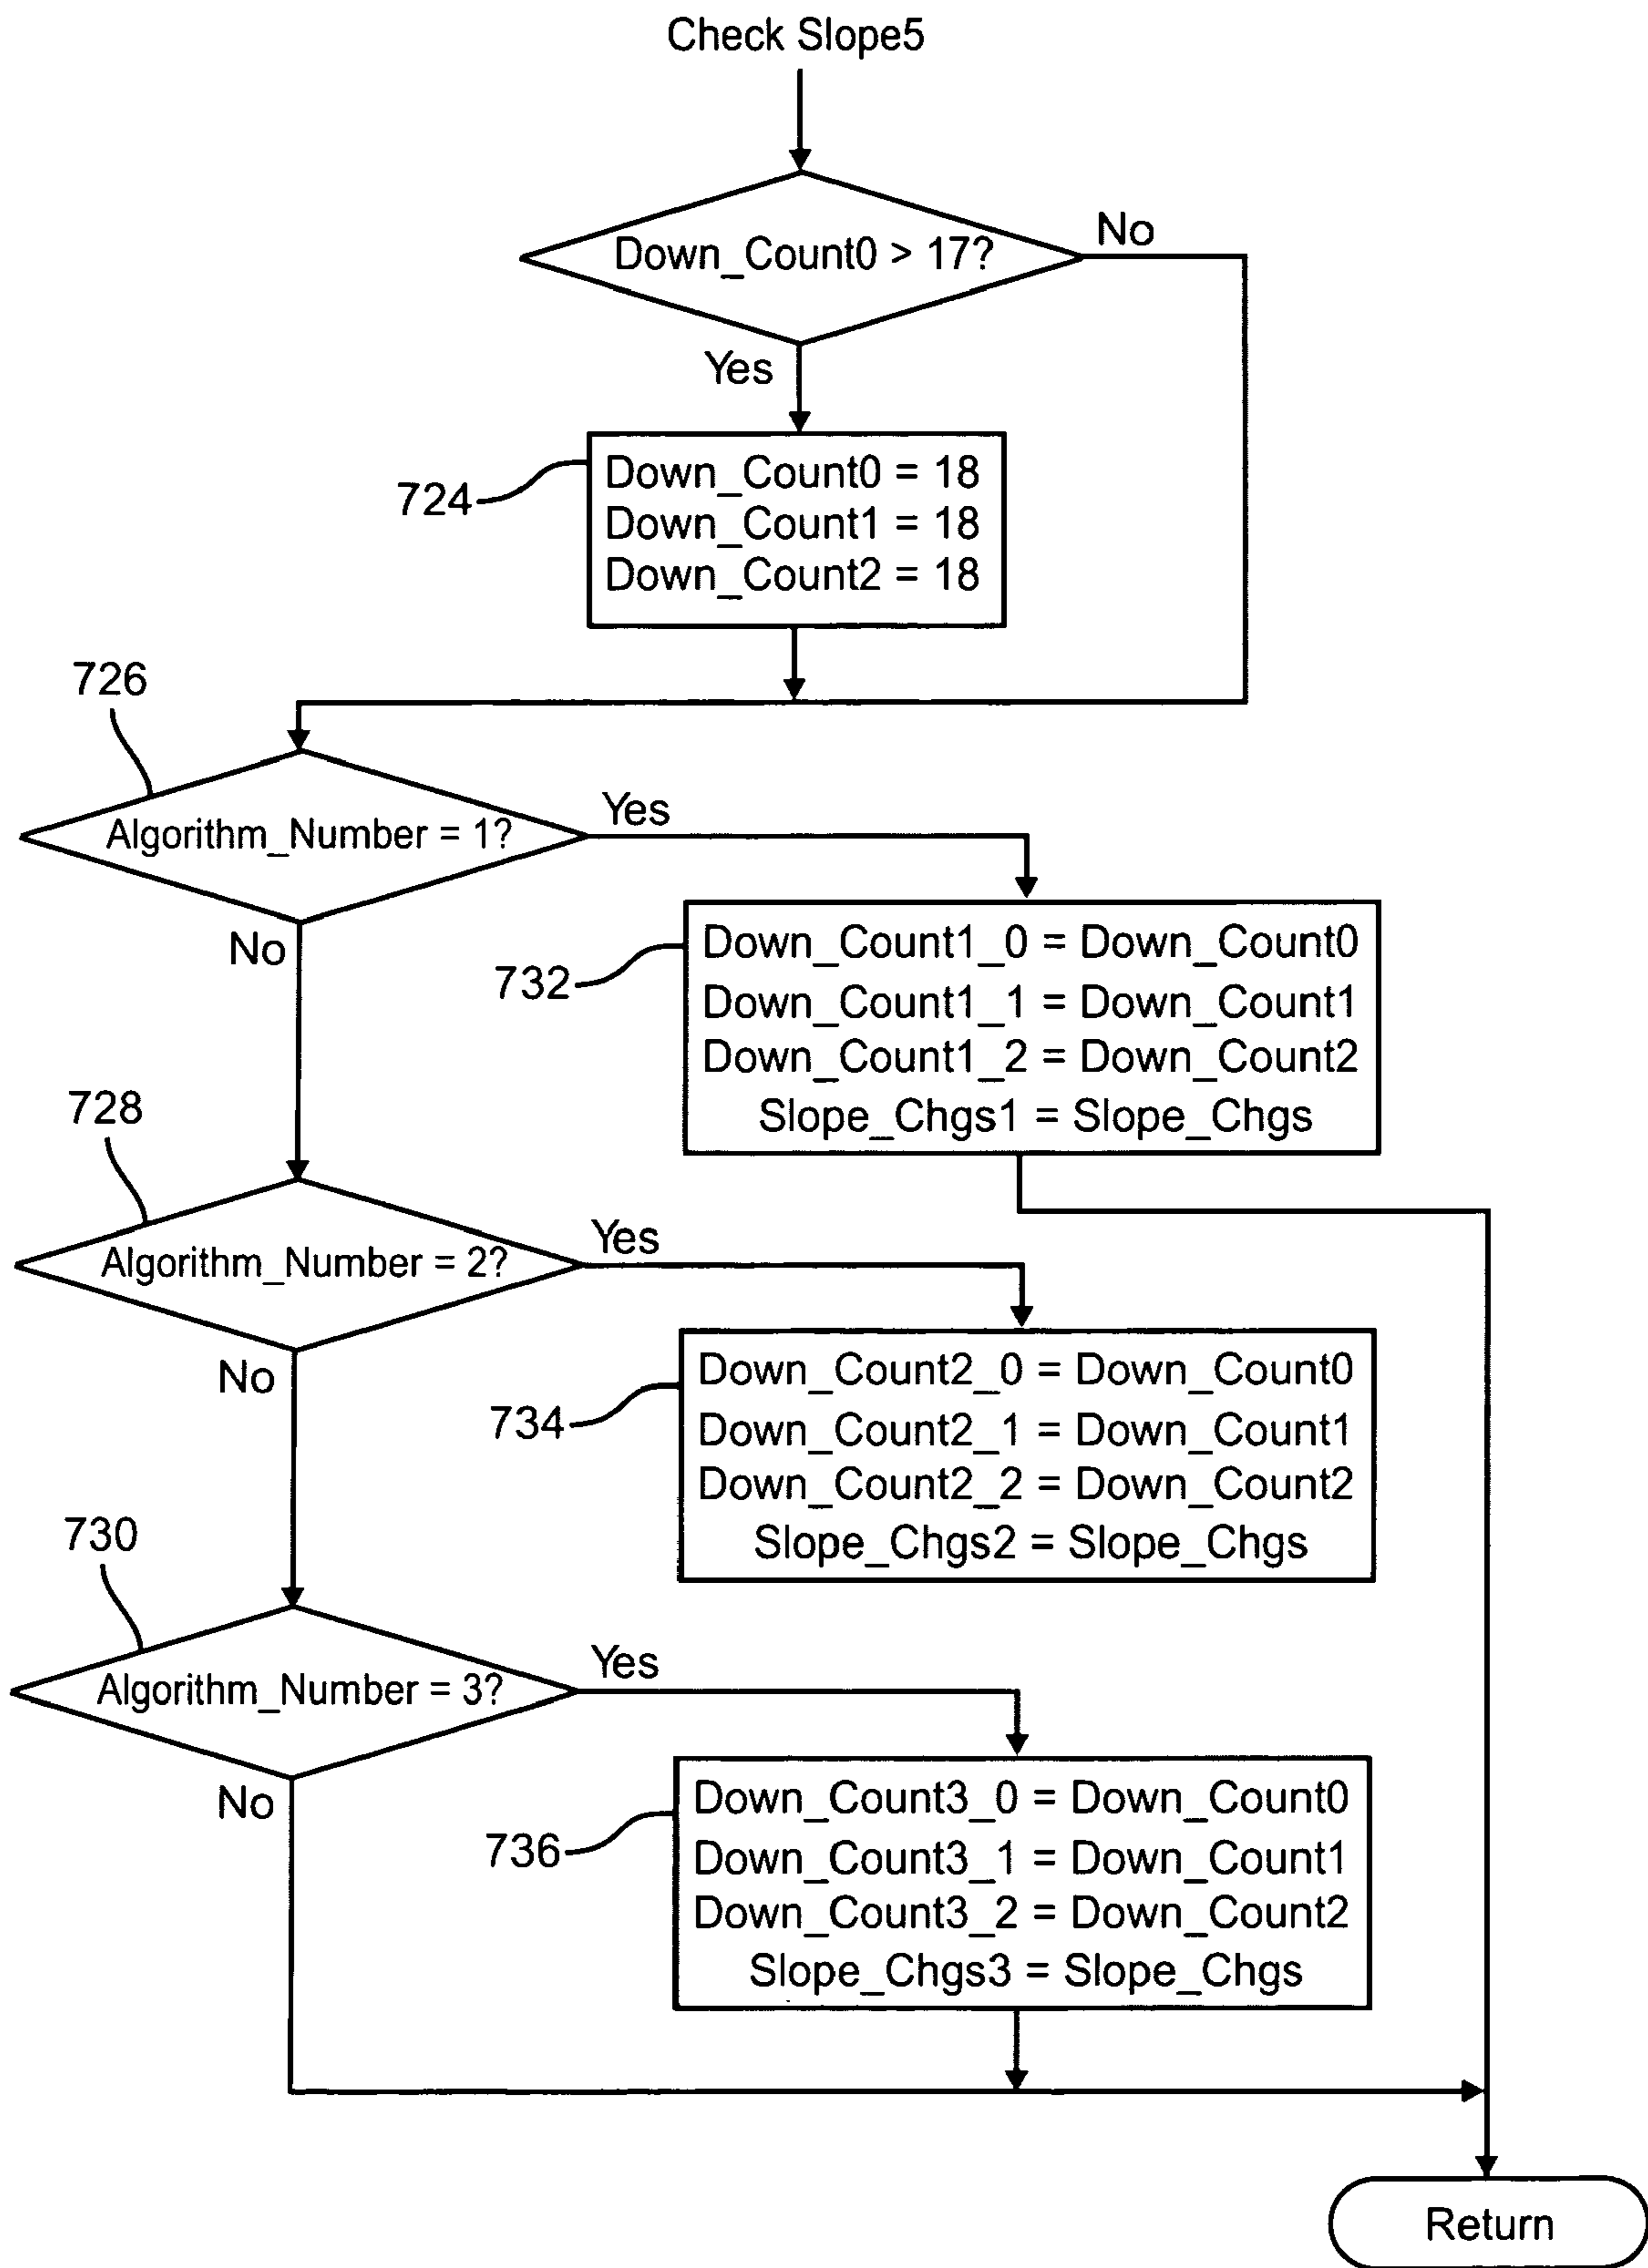 Check Slope5
Down_Count0 > 17?
No
Yes
724
Down_Count0 = 18
Down_Count1 = 18
Down_Count2 = 18
726
Algorithm_Number = 1?
Yes
No
732
Down_Count1_0 = Down_Count0
Down_Count1_1 = Down_Count1
Down_Count1_2 = Down_Count2
Slope_Chgs1 = Slope_Chgs
728
Algorithm_Number = 2?
Yes
No
734
Down_Count2_0 = Down_Count0
Down_Count2_1 = Down_Count1
Down_Count2_2 = Down_Count2
Slope_Chgs2 = Slope_Chgs
730
Algorithm_Number = 3?
Yes
No
736
Down_Count3_0 = Down_Count0
Down_Count3_1 = Down_Count1
Down_Count3_2 = Down_Count2
Slope_Chgs3 = Slope_Chgs
Return